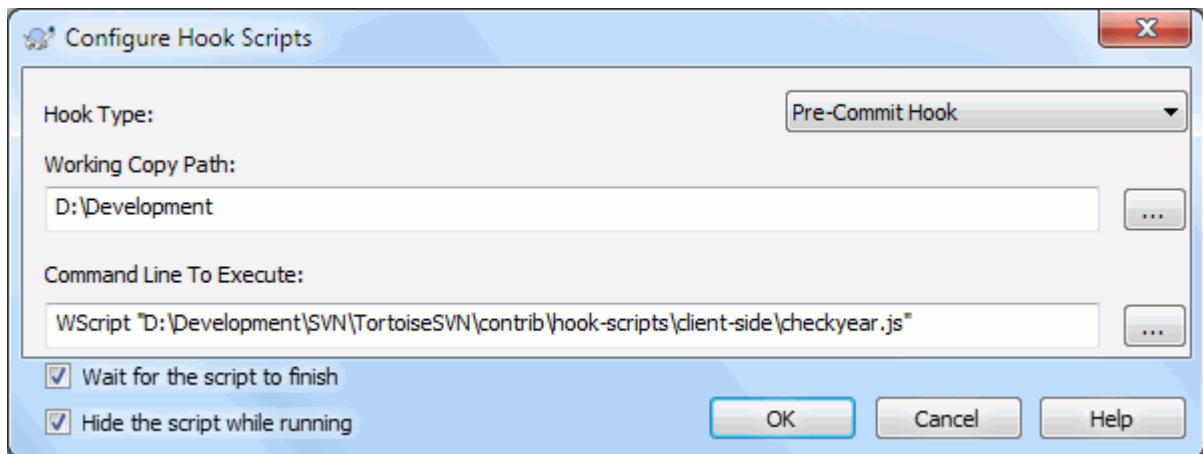 Configure Hook Scripts
Hook Type:
Pre-Commit Hook
Working Copy Path:
D:\Development
...
Command Line To Execute:
WScript "D:\Development\SVN\TortoiseSVN\contrib\hook-scripts\client-side\checkyear.js"
...
Wait for the script to finish
Hide the script while running
OK
Cancel
Help